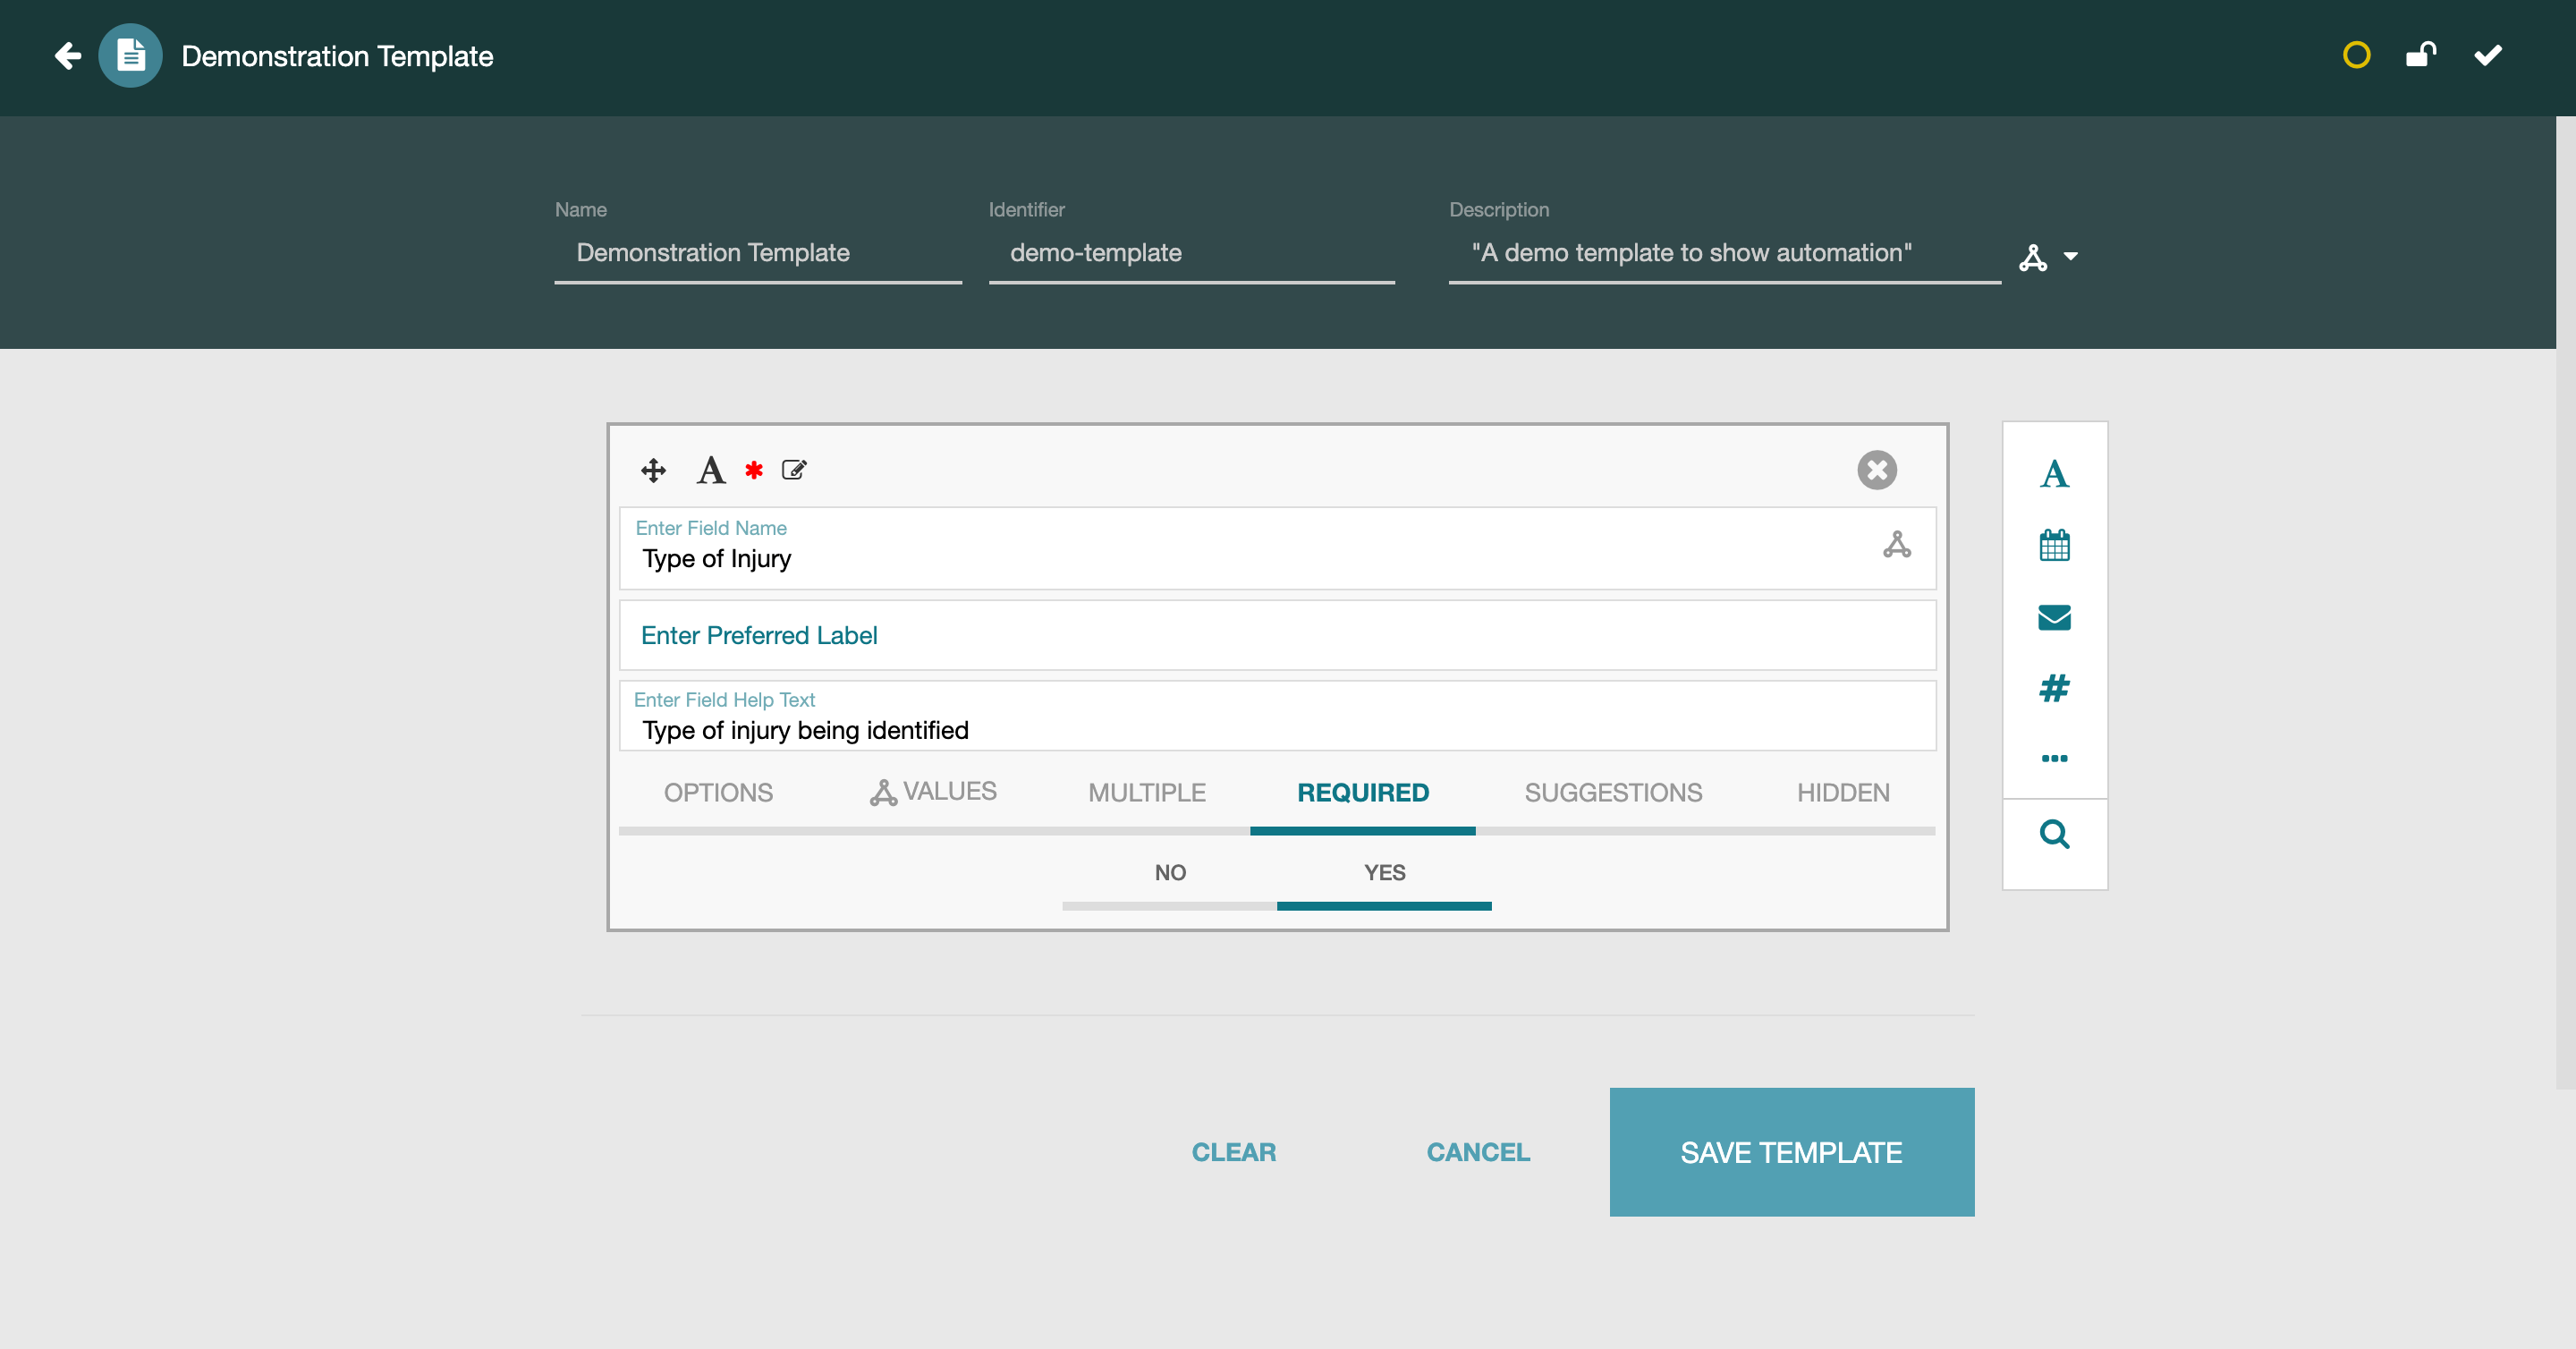 Demonstration Template
Name
Identifier
Description
Demonstration Template
demo-template
"A demo template to show automation"
A
Enter Field Name
Type of Injury
Enter Preferred Label
Enter Field Help Text
Type of injury being identified
OPTIONS
VALUES
MULTIPLE
REQUIRED
SUGGESTIONS
HIDDEN
NO
YES
A
#
CLEAR
CANCEL
SAVE TEMPLATE